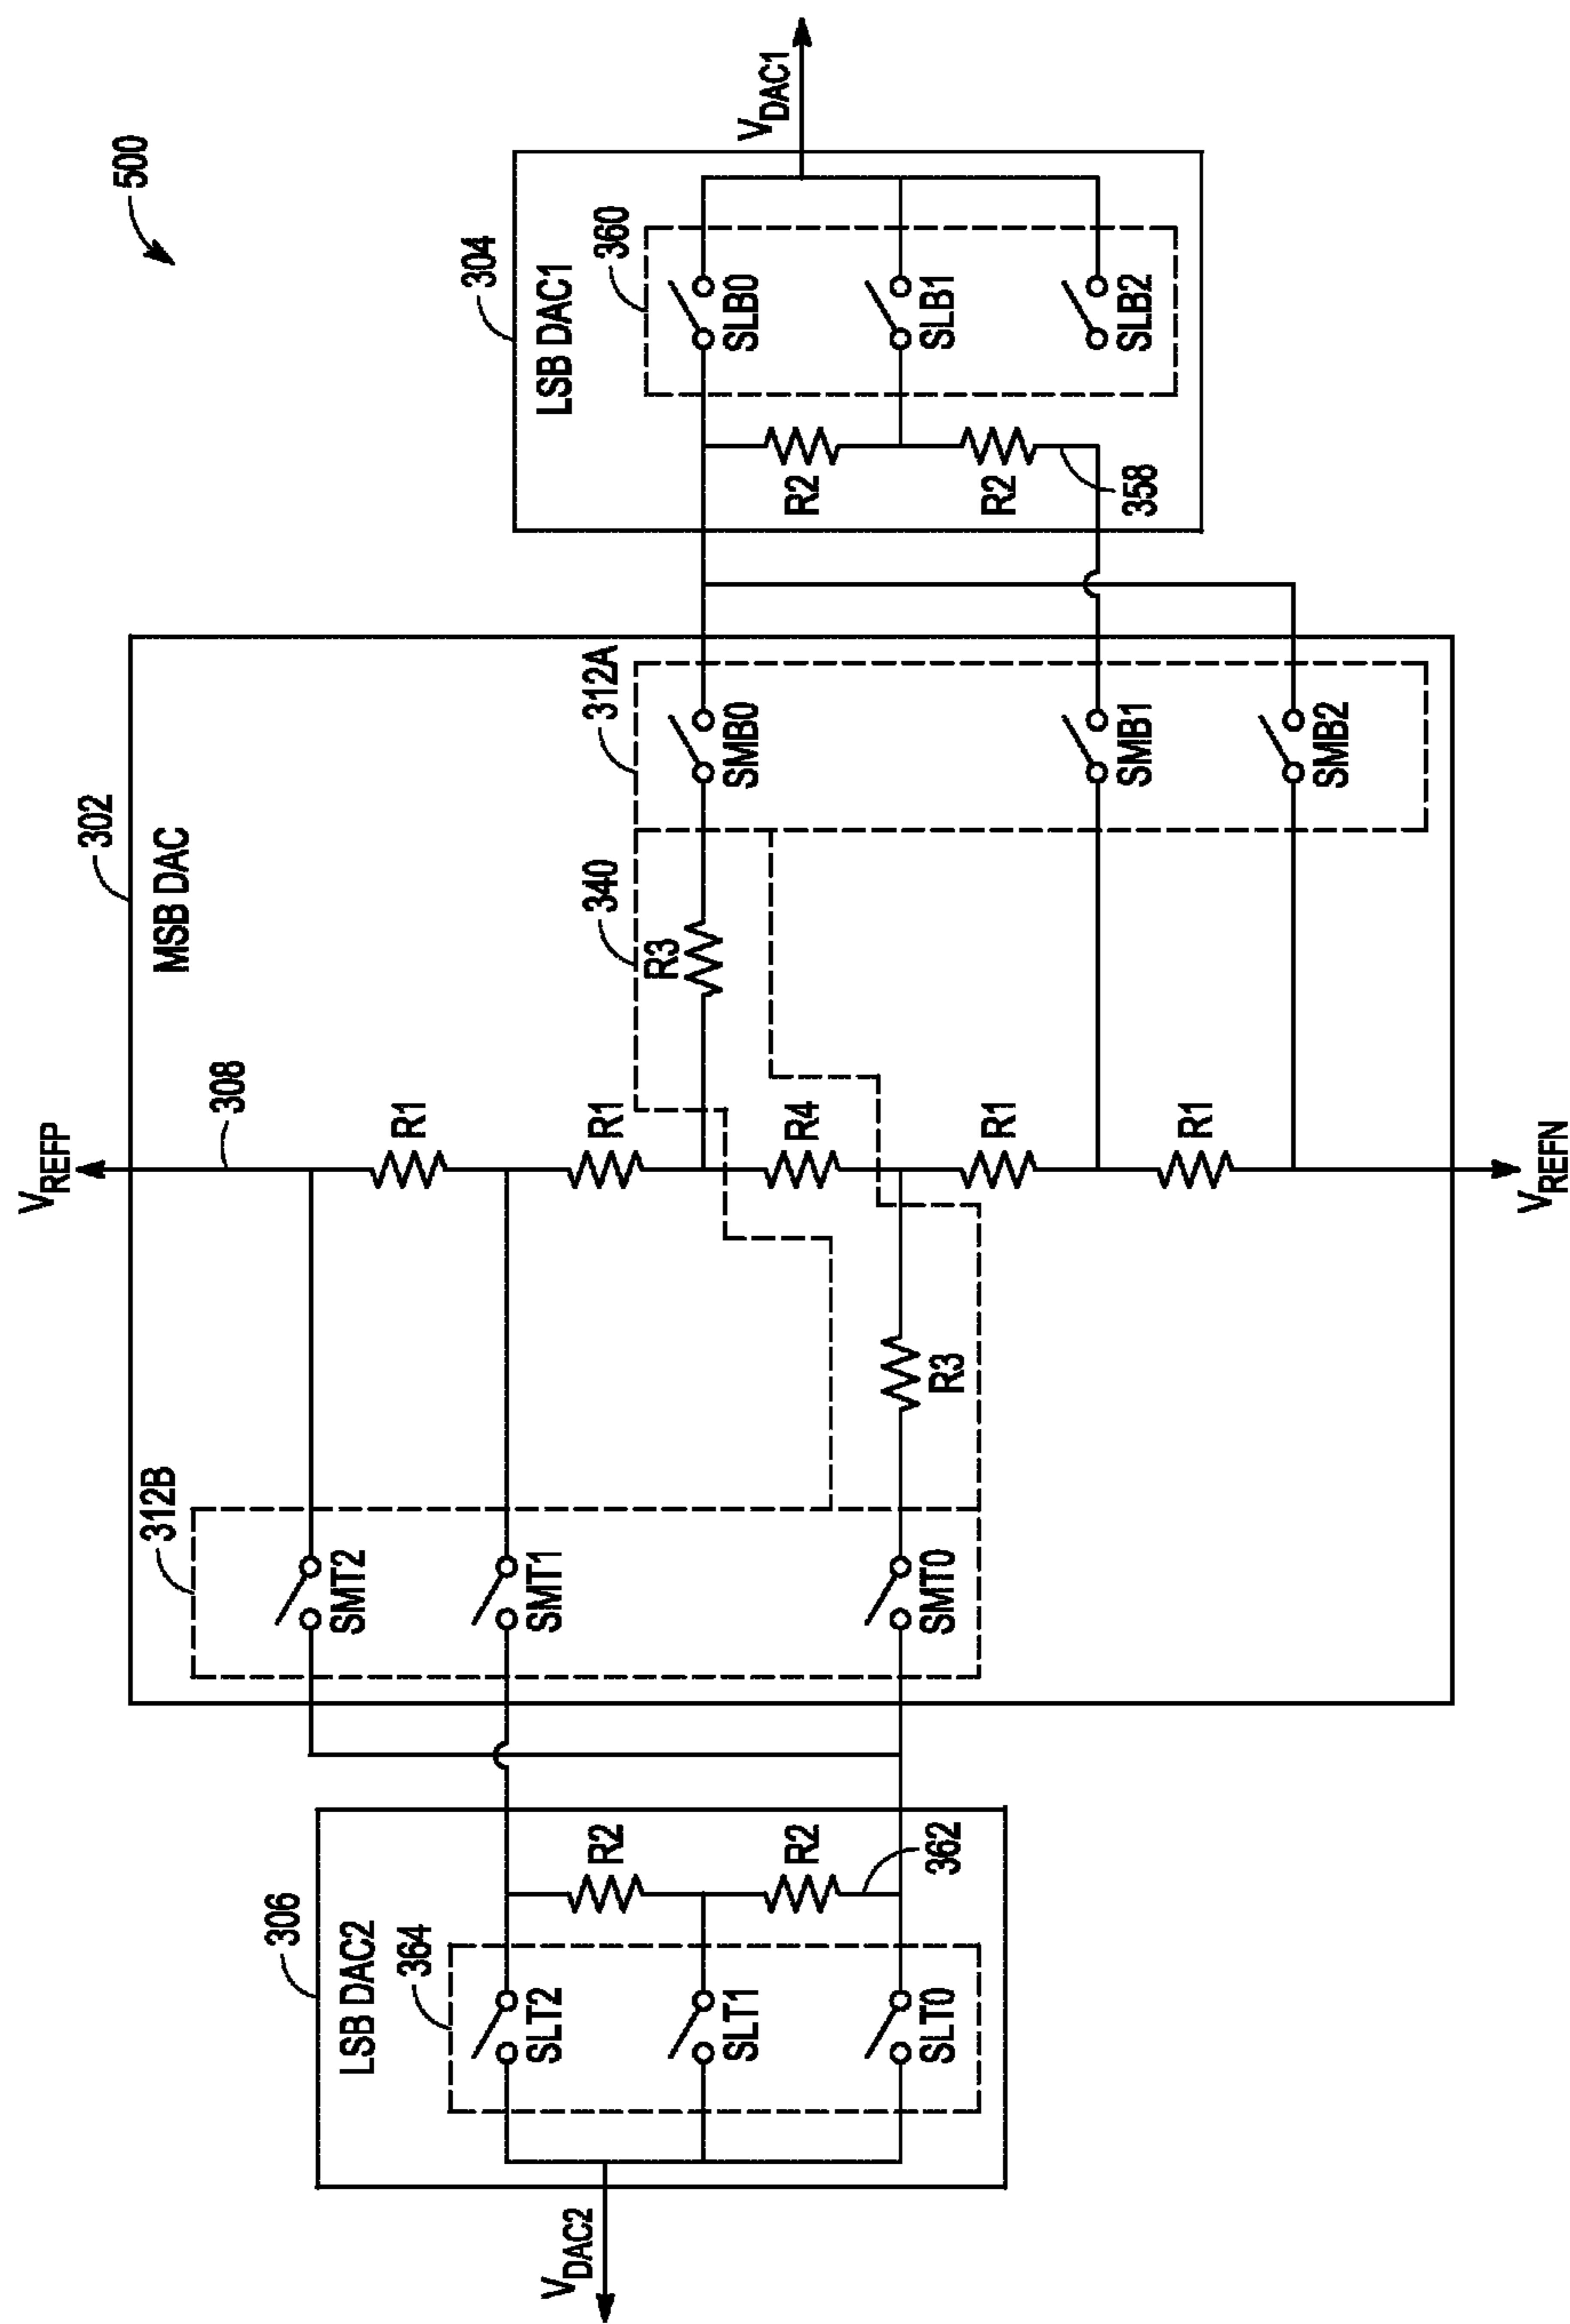 500
V_DAC1
304
LSB DAC1
360
SLB0
SLB1
SLB2
R2
R2
358
302
MSB DAC
312A
SMB0
SMB1
SMB2
340
R3
V_REFP
308
R1
R1
R4
R1
R1
V_REFN
R3
312B
SMT2
SMT1
SMT0
306
LSB DAC2
R2
R2
362
364
SLT2
SLT1
SLT0
V_DAC2